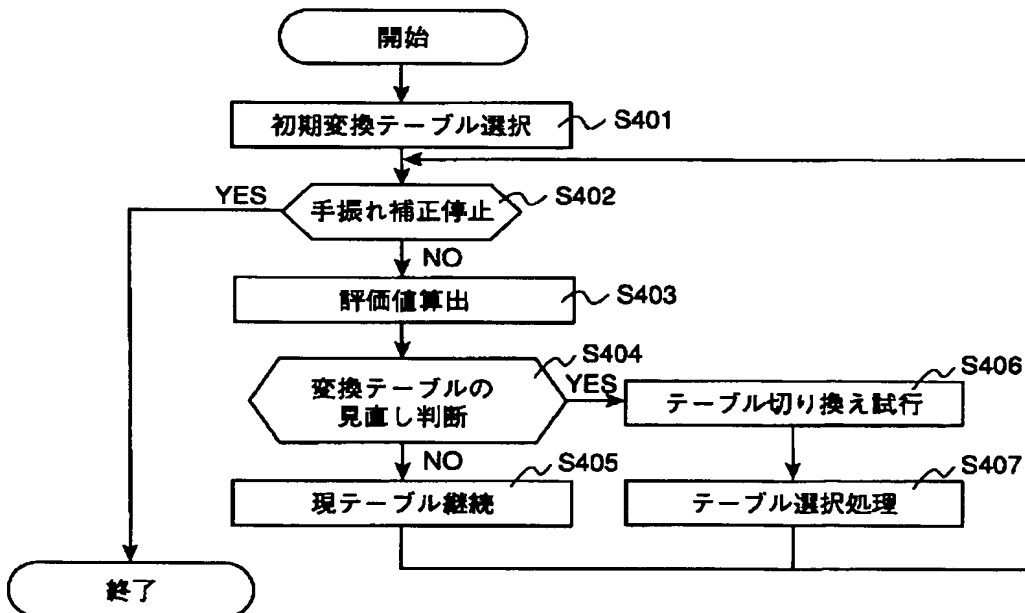 開始
初期変換テーブル選択
S401
YES
手振れ補正停止
S402
NO
評価値算出
S403
変換テーブルの
見直し判断
S404
YES
テーブル切り換え試行
S406
NO
現テーブル継続
S405
テーブル選択処理
S407
終了